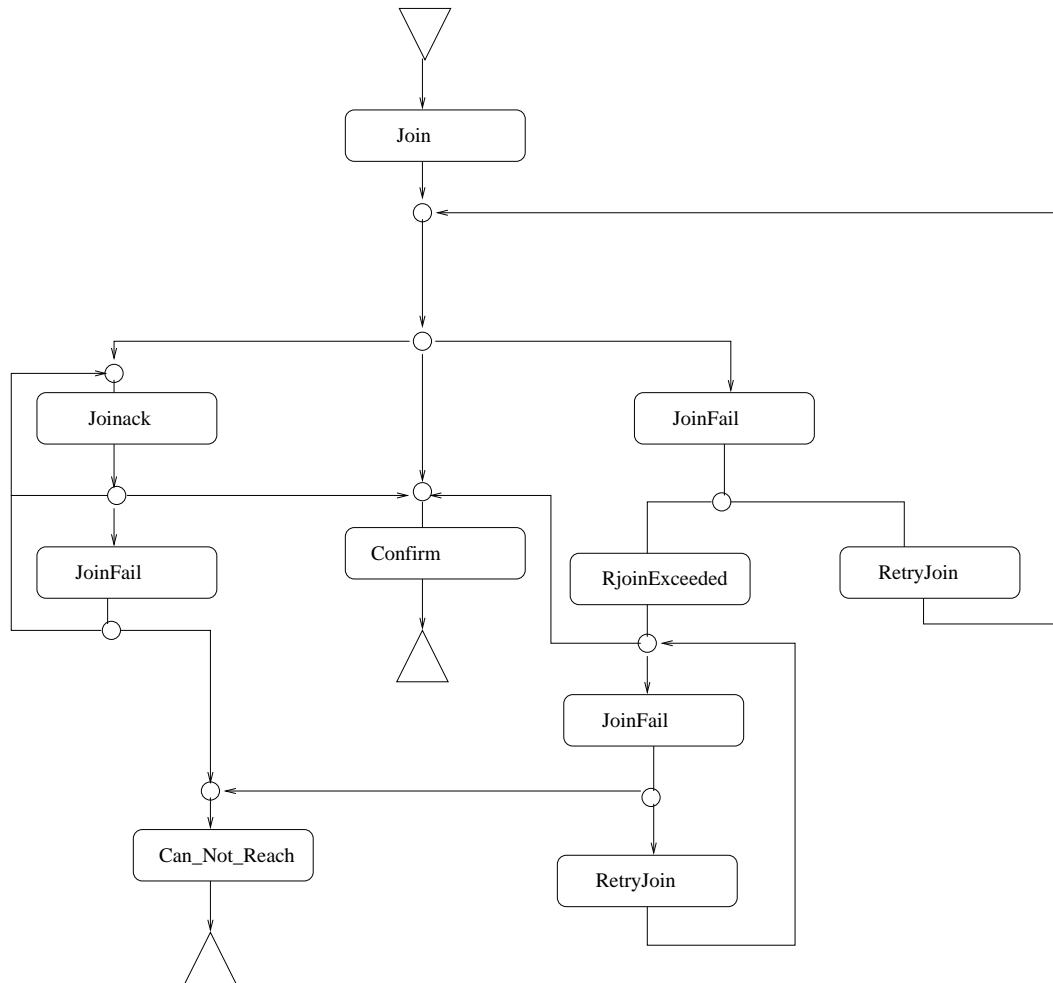 Join
Joinack
JoinFail
Confirm
JoinFail
RjoinExceeded
RetryJoin
JoinFail
Can_Not_Reach
RetryJoin